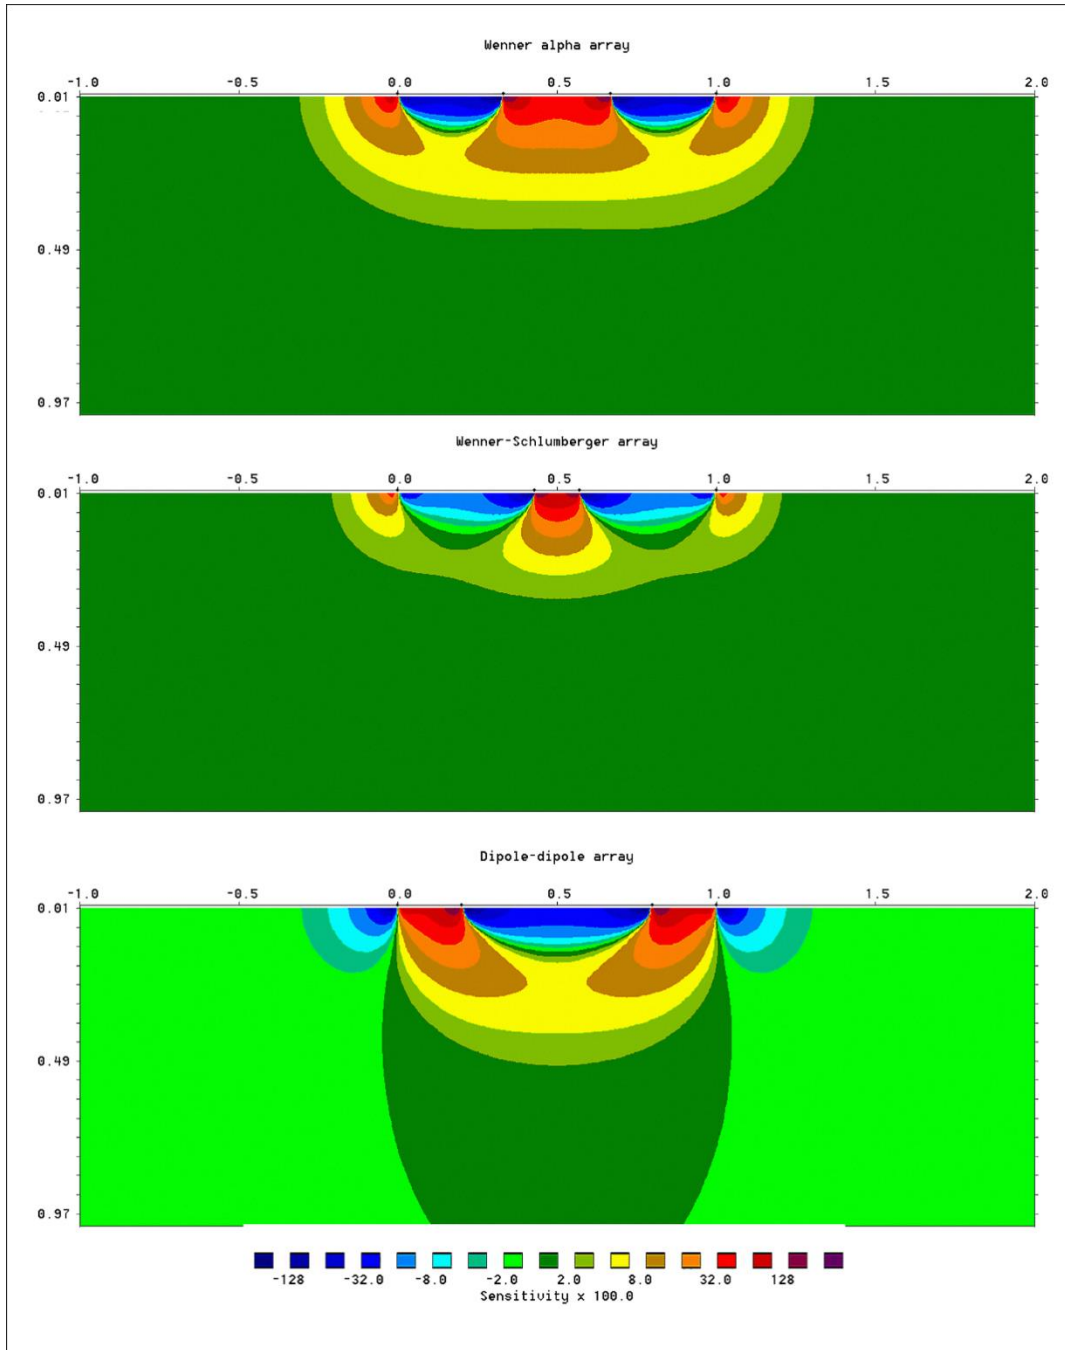 Wenner alpha array
-1.0 -0.5 0.0 0.5 1.0 1.5 2.0
0.01
0.49
0.97
Wenner-Schlumberger array
-1.0 -0.5 0.0 0.5 1.0 1.5 2.0
0.01
0.49
0.97
Dipole-dipole array
-1.0 -0.5 0.0 0.5 1.0 1.5 2.0
0.01
0.49
0.97
-128 -32.0 -8.0 -2.0 2.0 8.0 32.0 128
Sensitivity x 100.0